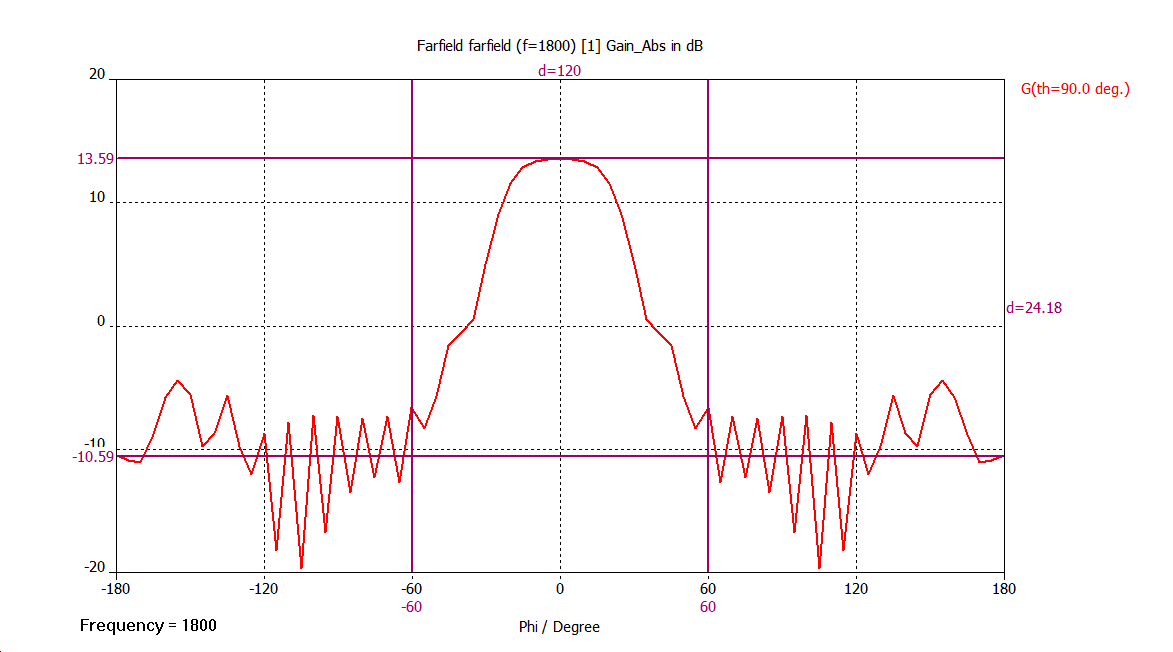 Farfield farfield (f=1800) [1] Gain_Abs in dB
d=120
20
G(th=90.0 deg.)
13.59
10
d=24.18
0
-10
-10.59
-20
-180 -120 -60 0 60 120 180
-60 60
Frequency = 1800
Phi / Degree